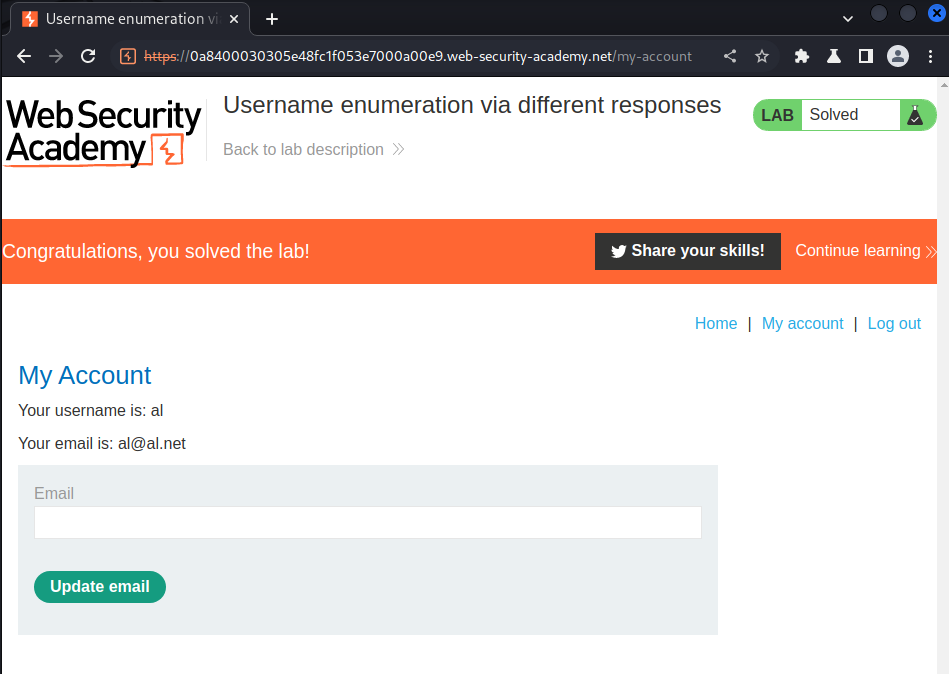 Username enumeration vi
https://0a8400030305e48fc1f053e7000a00e9.web-security-academy.net/my-account
Web Security
Academy
Username enumeration via different responses
Back to lab description
LAB Solved
Congratulations, you solved the lab!
Share your skills!
Continue learning
Home | My account | Log out
My Account
Your username is: al
Your email is: al@al.net
Email
Update email